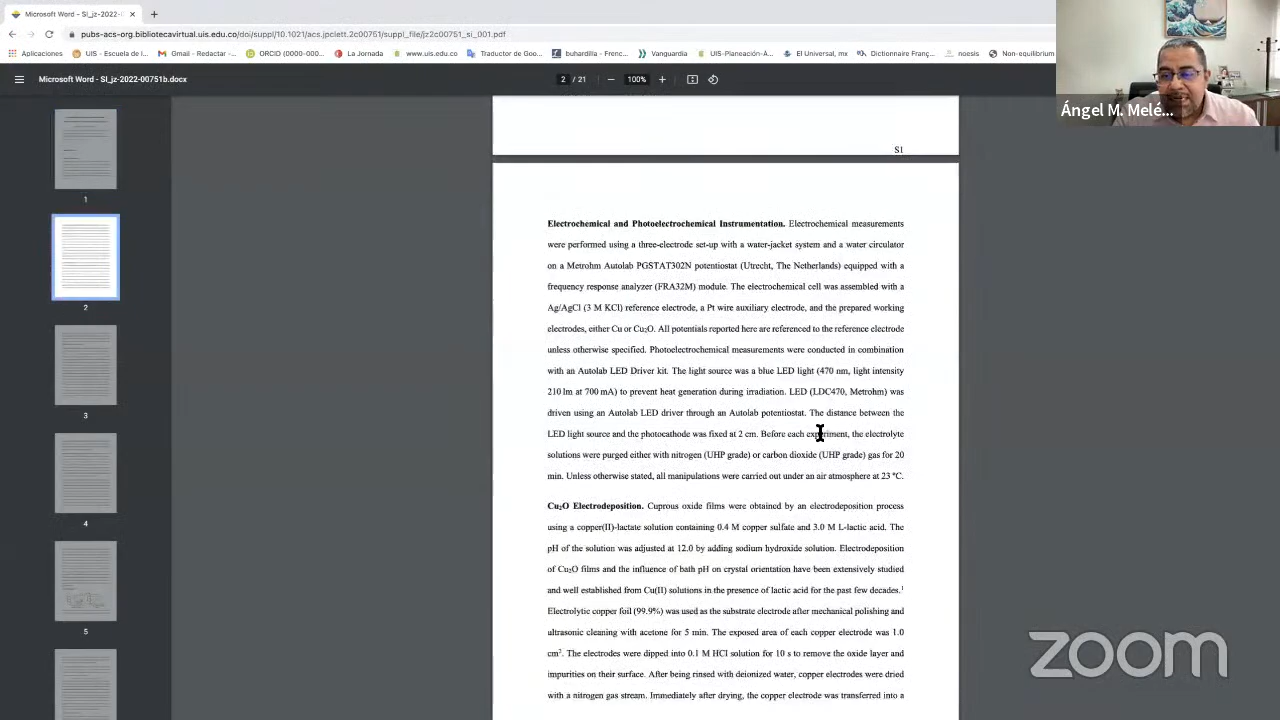 Microsoft Word - SI_jz-2022-
pubs-acs-org.bibliotecavirtual.uis.edu.co/doi/suppl/10.1021/acs.jpclett.2c00751/suppl_file/jz2c00751_si_001.pdf
Aplicaciones UIS - Escuela de I... Gmail - Redactar -... ORCID (0000-000... La Jornada www.uis.edu.co Traductor de Goo... buhardilla - Frenc... Vanguardia UIS-Planeación-A... El Universal, mx Dictionnaire Franç... noesis Non-equilibrium
Microsoft Word - SI_jz-2022-00751b.docx
2 / 21
100%
Ángel M. Melé...
1
2
3
4
5
S1
Electrochemical and Photoelectrochemical Instrumentation. Electrochemical measurements
were performed using a three-electrode set-up with a water-jacket system and a water circulator
on a Metrohm Autolab PGSTAT302N potentiostat (Utrecht, The Netherlands) equipped with a
frequency response analyzer (FRA32M) module. The electrochemical cell was assembled with a
Ag/AgCl (3 M KCl) reference electrode, a Pt wire auxiliary electrode, and the prepared working
electrodes, either Cu or Cu₂O. All potentials reported here are referenced to the reference electrode
unless otherwise specified. Photoelectrochemical measurements were conducted in combination
with an Autolab LED Driver kit. The light source was a blue LED light (470 nm, light intensity
210 lm at 700 mA) to prevent heat generation during irradiation. LED (LDC470, Metrohm) was
driven using an Autolab LED driver through an Autolab potentiostat. The distance between the
LED light source and the photocathode was fixed at 2 cm. Before each experiment, the electrolyte
solutions were purged either with nitrogen (UHP grade) or carbon dioxide (UHP grade) gas for 20
min. Unless otherwise stated, all manipulations were carried out under an air atmosphere at 23 °C.
Cu₂O Electrodeposition. Cuprous oxide films were obtained by an electrodeposition process
using a copper(II)-lactate solution containing 0.4 M copper sulfate and 3.0 M L-lactic acid. The
pH of the solution was adjusted at 12.0 by adding sodium hydroxide solution. Electrodeposition
of Cu₂O films and the influence of bath pH on crystal orientation have been extensively studied
and well established from Cu(II) solutions in the presence of lactic acid for the past few decades.¹
Electrolytic copper foil (99.9%) was used as the substrate electrode after mechanical polishing and
ultrasonic cleaning with acetone for 5 min. The exposed area of each copper electrode was 1.0
cm². The electrodes were dipped into 0.1 M HCl solution for 10 s to remove the oxide layer and
impurities on their surface. After being rinsed with deionized water, copper electrodes were dried
with a nitrogen gas stream. Immediately after drying, the copper electrode was transferred into a
zoom